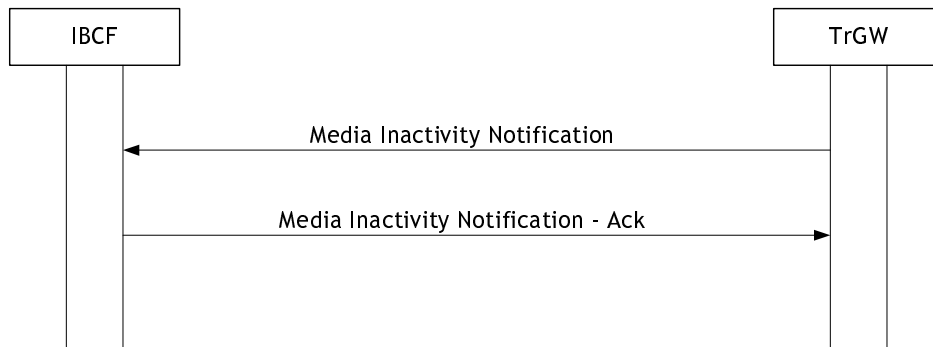 IBCF
TrGW
Media Inactivity Notification
Media Inactivity Notification - Ack